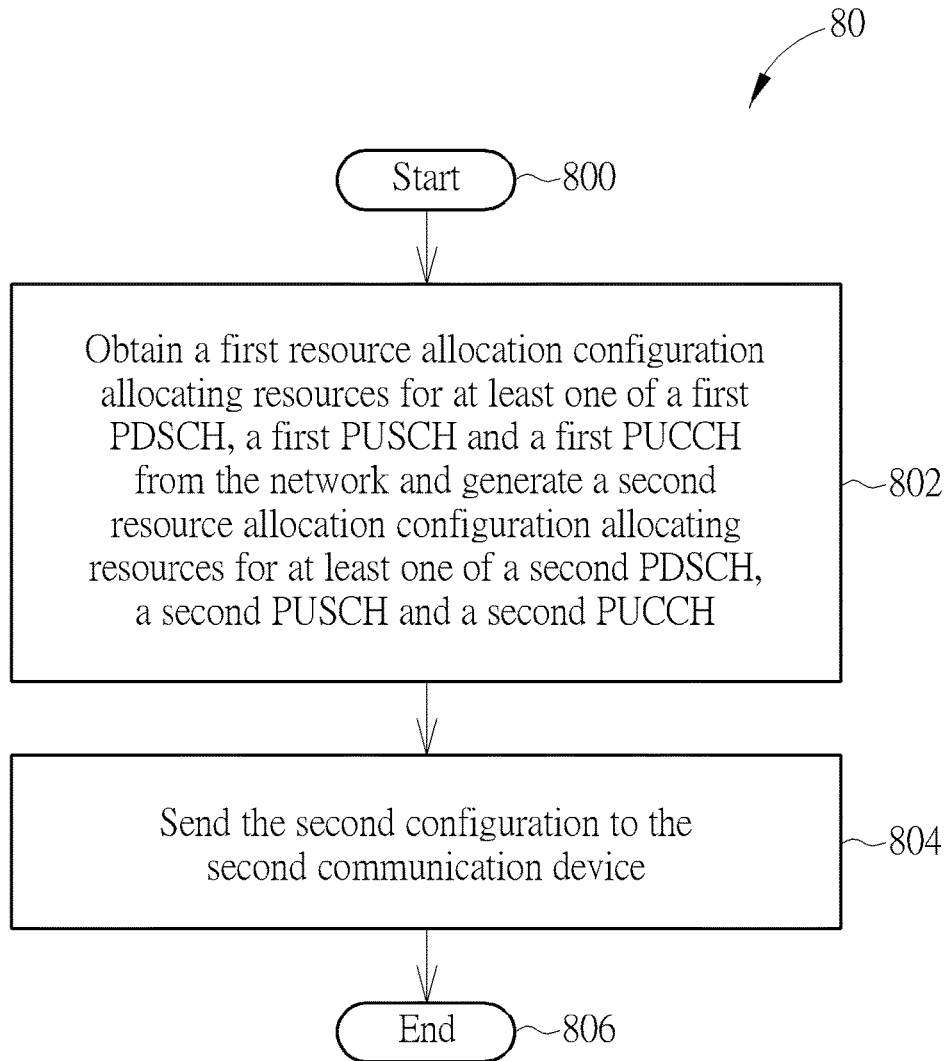 80
Start
800
Obtain a first resource allocation configuration
allocating resources for at least one of a first
PDSCH, a first PUSCH and a first PUCCH
from the network and generate a second
resource allocation configuration allocating
resources for at least one of a second PDSCH,
a second PUSCH and a second PUCCH
802
Send the second configuration to the
second communication device
804
End
806